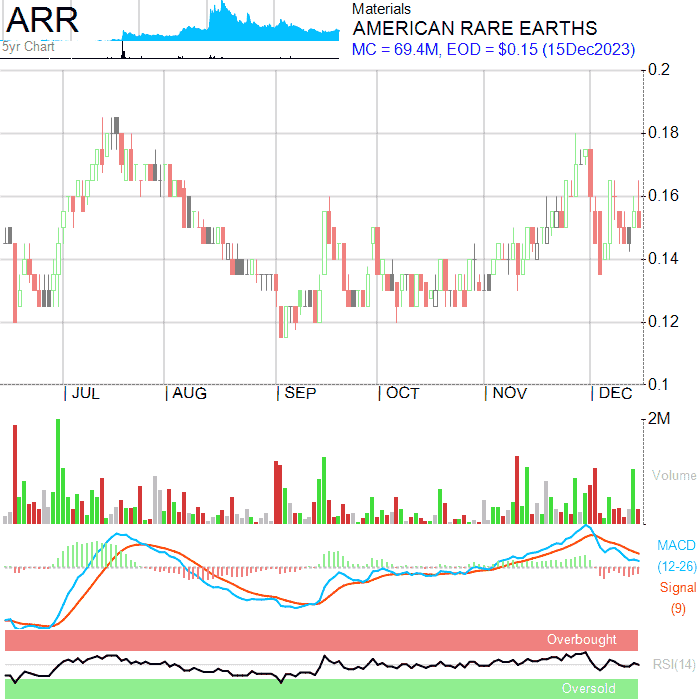 ARR
5yr Chart
Materials
AMERICAN RARE EARTHS
MC = 69.4M, EOD = $0.15 (15Dec2023)
0.2
0.18
0.16
0.14
0.12
0.1
JUL AUG SEP OCT NOV DEC
2M
Volume
MACD
(12-26)
Signal
(9)
Overbought
RSI(14)
Oversold